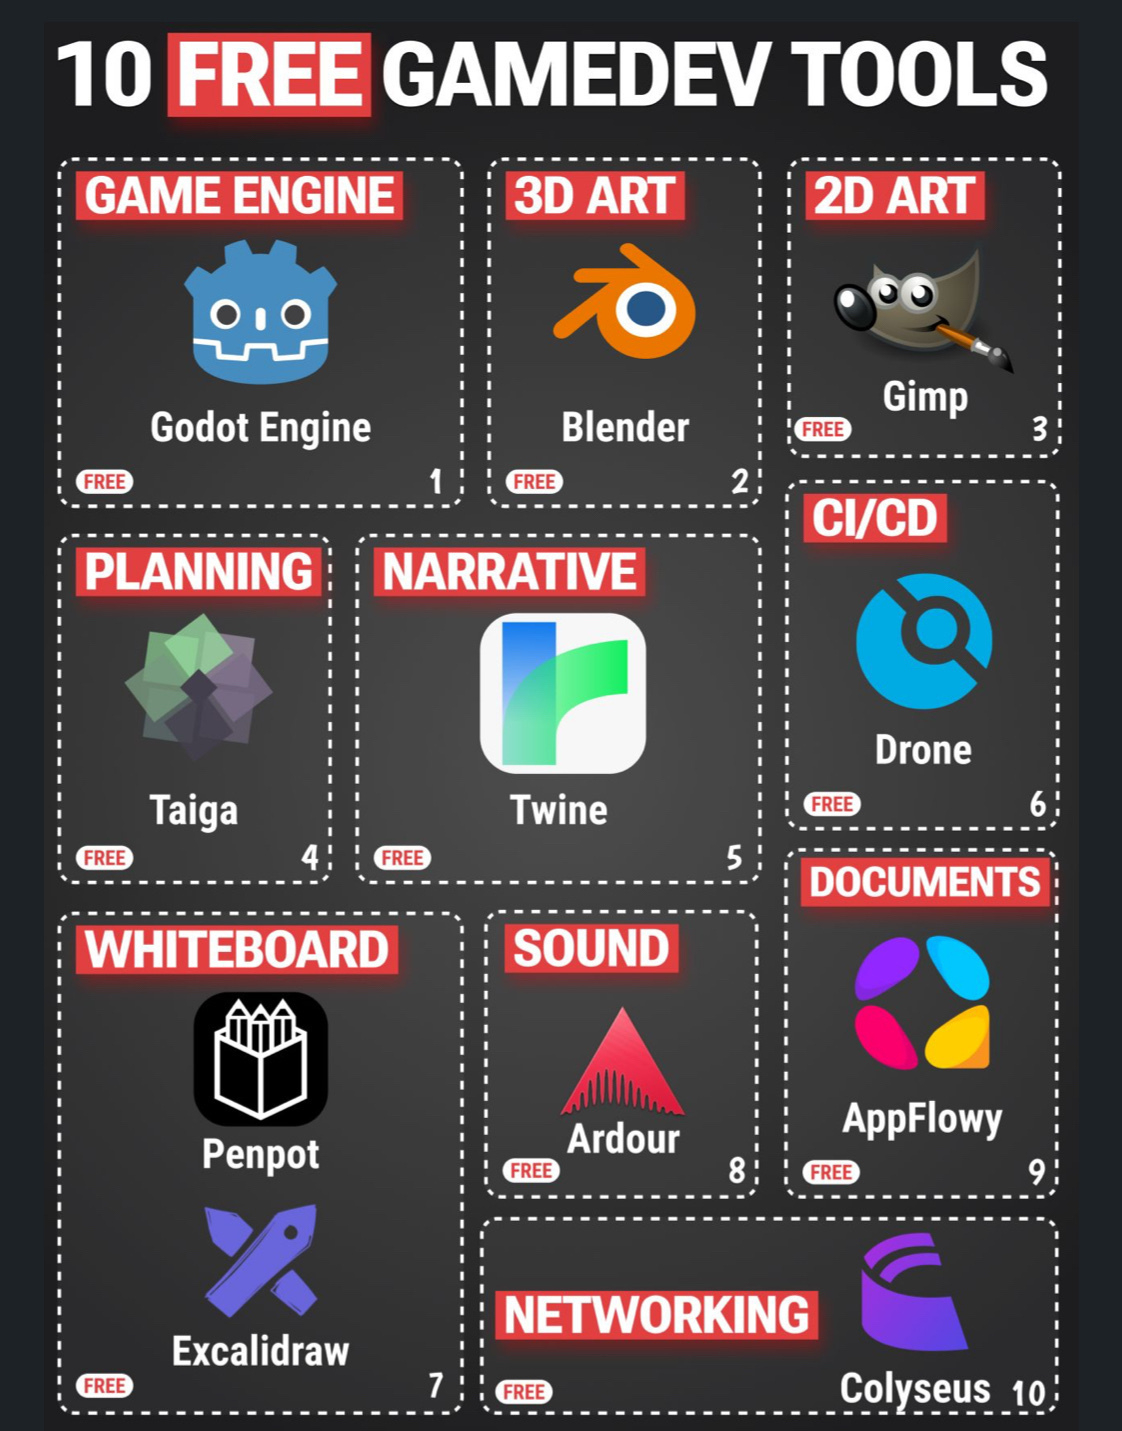 10 FREE GAMEDEV TOOLS
GAME ENGINE
Godot Engine
FREE 1
3D ART
Blender
FREE 2
2D ART
Gimp
FREE 3
PLANNING
Taiga
FREE 4
NARRATIVE
Twine
FREE 5
CI/CD
Drone
FREE 6
WHITEBOARD
Penpot
Excalidraw
FREE 7
SOUND
Ardour
FREE 8
DOCUMENTS
AppFlowy
FREE 9
NETWORKING
Colyseus
FREE 10